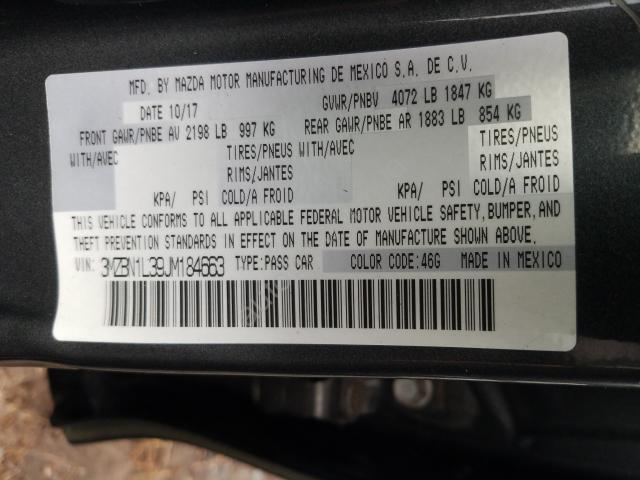 MFD. BY MAZDA MOTOR MANUFACTURING DE MEXICO S.A. DE C.V.
DATE 10/17 GVWR/PNBV 4072 LB 1847 KG
FRONT GAWR/PNBE AV 2198 LB 997 KG REAR GAWR/PNBE AR 1883 LB 854 KG
WITH/AVEC TIRES/PNEUS WITH/AVEC TIRES/PNEUS
RIMS/JANTES RIMS/JANTES
KPA/ PSI COLD/A FROID KPA/ PSI COLD/A FROID
THIS VEHICLE CONFORMS TO ALL APPLICABLE FEDERAL MOTOR VEHICLE SAFETY, BUMPER, AND
THEFT PREVENTION STANDARDS IN EFFECT ON THE DATE OF MANUFACTURE SHOWN ABOVE.
VIN: 3MZBN1L39JM184663 TYPE:PASS CAR COLOR CODE:46G MADE IN MEXICO